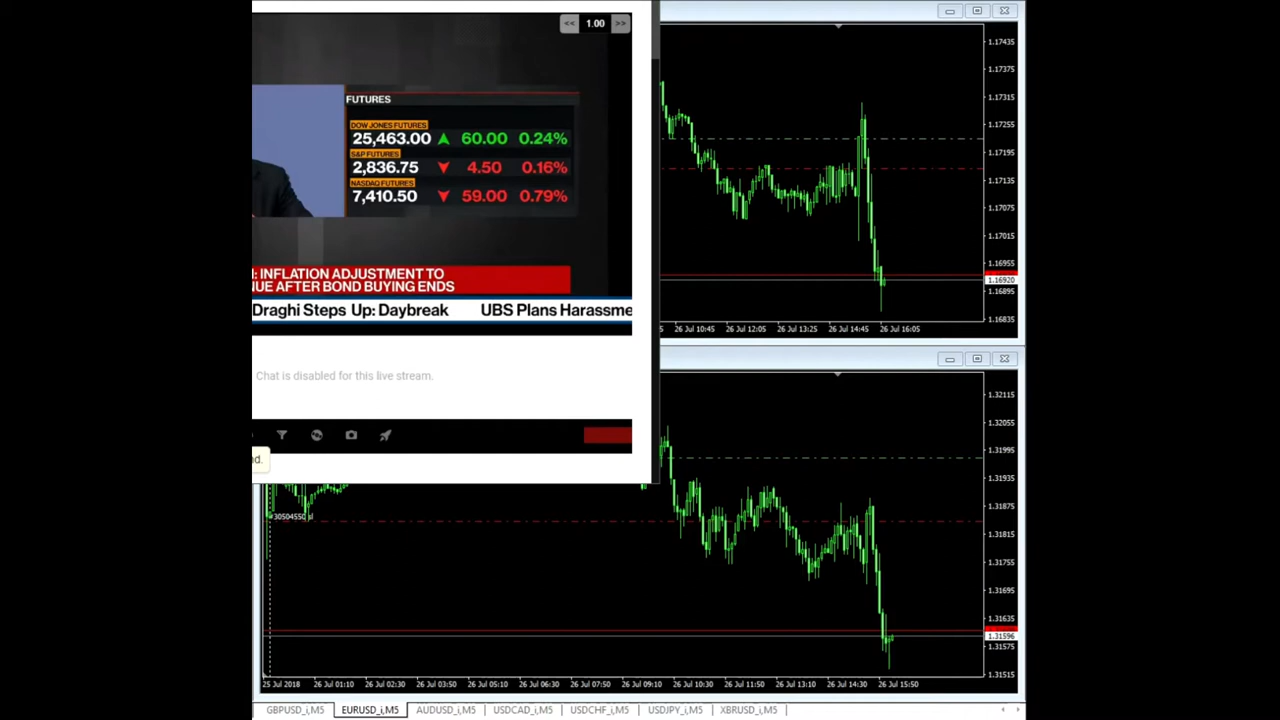 << 1.00 >>
FUTURES
DOW JONES FUTURES
25,463.00 60.00 0.24%
S&P FUTURES
2,836.75 4.50 0.16%
NASDAQ FUTURES
7,410.50 59.00 0.79%
: INFLATION ADJUSTMENT TO
UE AFTER BOND BUYING ENDS
Draghi Steps Up: Daybreak UBS Plans Harassme
Chat is disabled for this live stream.
nd.
1.17435
1.17375
1.17315
1.17255
1.17195
1.17135
1.17075
1.17015
1.16955
1.16920
1.16895
1.16835
26 Jul 10:45 26 Jul 12:05 26 Jul 13:25 26 Jul 14:45 26 Jul 16:05
1.32115
1.32055
1.31995
1.31935
1.31875
1.31815
1.31755
1.31695
1.31635
1.31596
1.31575
1.31515
25 Jul 2018 26 Jul 01:10 26 Jul 02:30 26 Jul 03:50 26 Jul 05:10 26 Jul 06:30 26 Jul 07:50 26 Jul 09:10 26 Jul 10:30 26 Jul 11:50 26 Jul 13:10 26 Jul 14:30 26 Jul 15:50
GBPUSD_i,M5 EURUSD_i,M5 AUDUSD_i,M5 USDCAD_i,M5 USDCHF_i,M5 USDJPY_i,M5 XBRUSD_i,M5